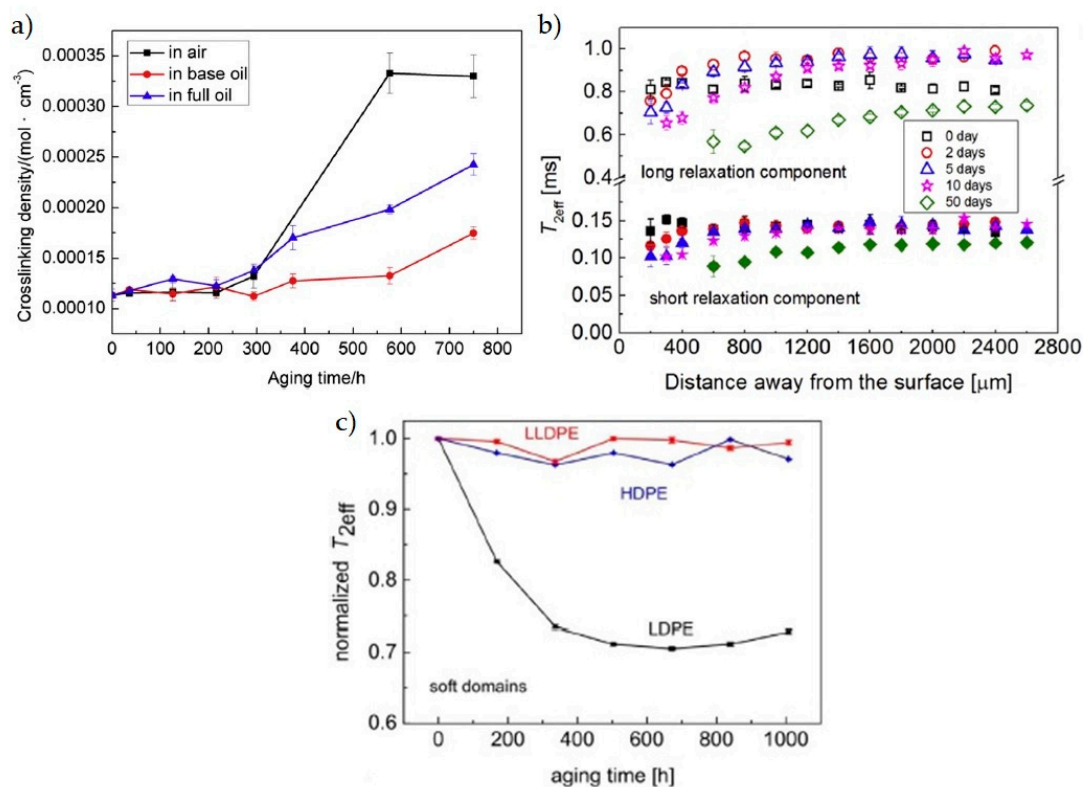 a)
Crosslinking density/(mol · cm⁻³)
0.00035
0.00030
0.00025
0.00020
0.00015
0.00010
in air
in base oil
in full oil
0 100 200 300 400 500 600 700 800
Aging time/h
b)
T2eff [ms]
1.0
0.8
0.6
0.4
0.15
0.10
0.05
0.00
long relaxation component
0 day
2 days
5 days
10 days
50 days
short relaxation component
0 400 800 1200 1600 2000 2400 2800
Distance away from the surface [μm]
c)
normalized T2eff
1.0
0.9
0.8
0.7
0.6
LLDPE
HDPE
LDPE
soft domains
0 200 400 600 800 1000
aging time [h]